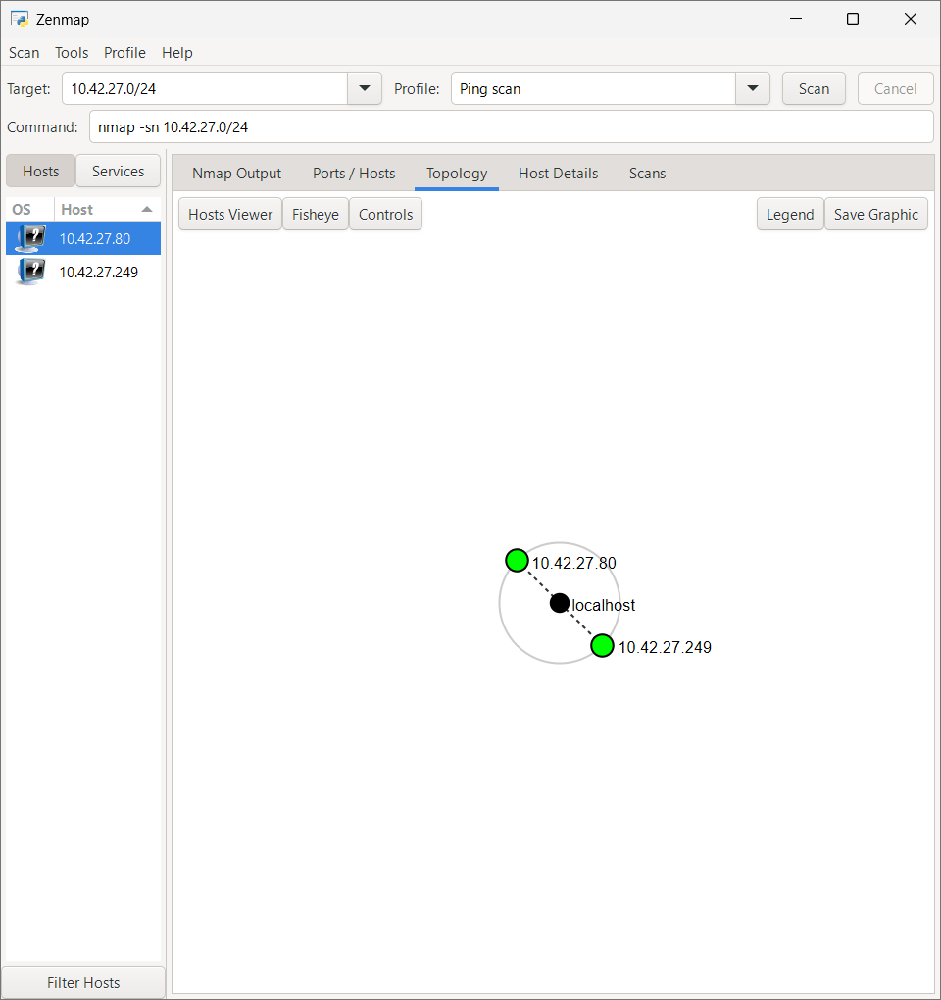 Zenmap
Scan Tools Profile Help
Target: 10.42.27.0/24 Profile: Ping scan Scan Cancel
Command: nmap -sn 10.42.27.0/24
Hosts Services
Nmap Output Ports / Hosts Topology Host Details Scans
OS Host
Hosts Viewer Fisheye Controls Legend Save Graphic
10.42.27.80
10.42.27.249
10.42.27.80
localhost
10.42.27.249
Filter Hosts